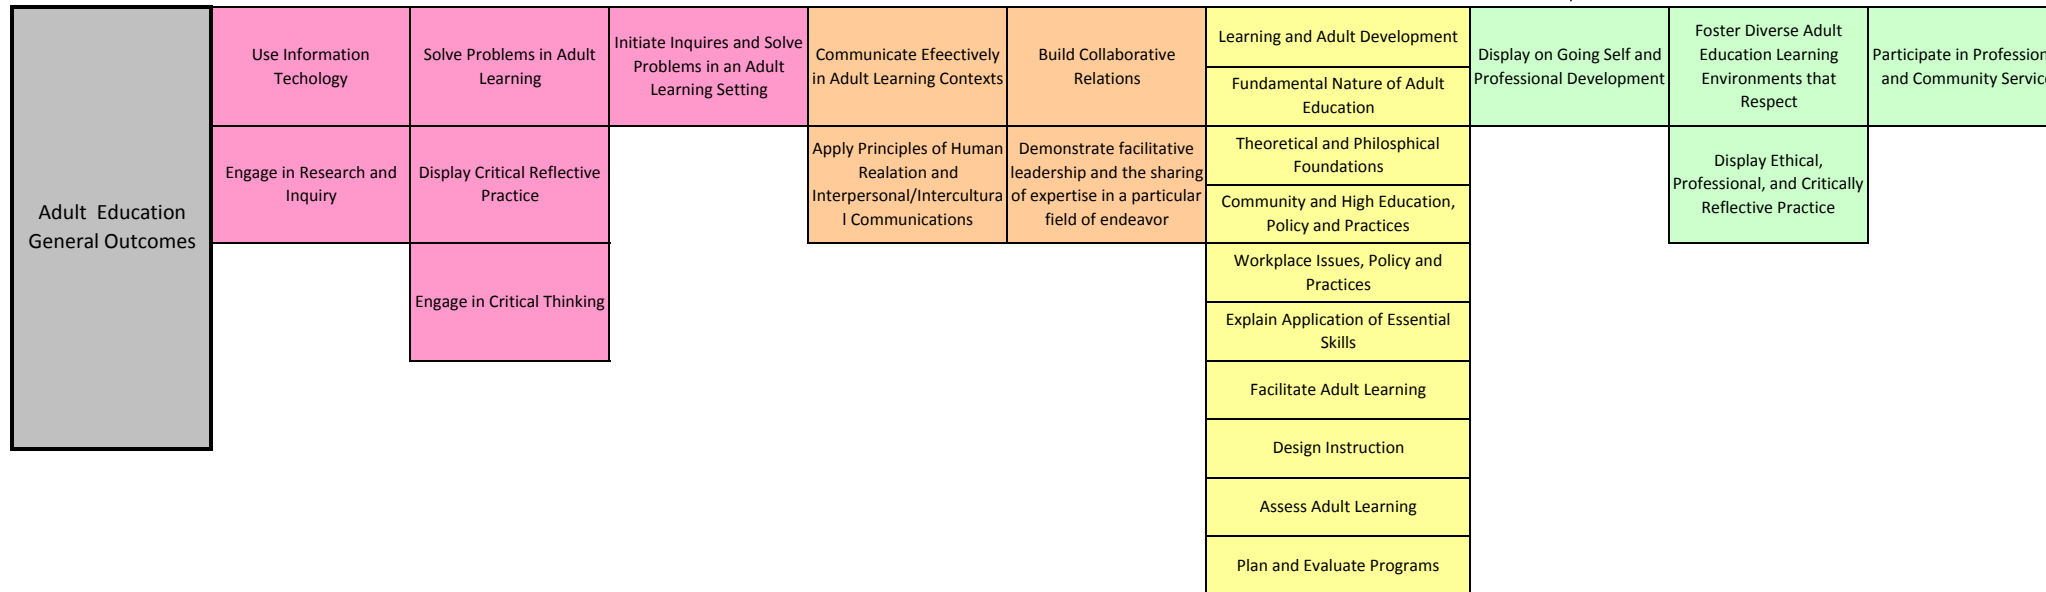 Adult  Education
General Outcomes
Use Information
Techology
Engage in Research and
Inquiry
Solve Problems in Adult
Learning
Display Critical Reflective
Practice
Engage in Critical Thinking
Initiate Inquires and Solve
Problems in an Adult
Learning Setting
Communicate Efeectively
in Adult Learning Contexts
Apply Principles of Human
Realation and
Interpersonal/Intercultura
l Communications
Build Collaborative
Relations
Demonstrate facilitative
leadership and the sharing
of expertise in a particular
field of endeavor
Learning and Adult Development
Fundamental Nature of Adult
Education
Theoretical and Philosphical
Foundations
Community and High Education,
Policy and Practices
Workplace Issues, Policy and
Practices
Explain Application of Essential
Skills
Facilitate Adult Learning
Design Instruction
Assess Adult Learning
Plan and Evaluate Programs
Display on Going Self and
Professional Development
Foster Diverse Adult
Education Learning
Environments that
Respect
Display Ethical,
Professional, and Critically
Reflective Practice
Participate in Profession
and Community Servic